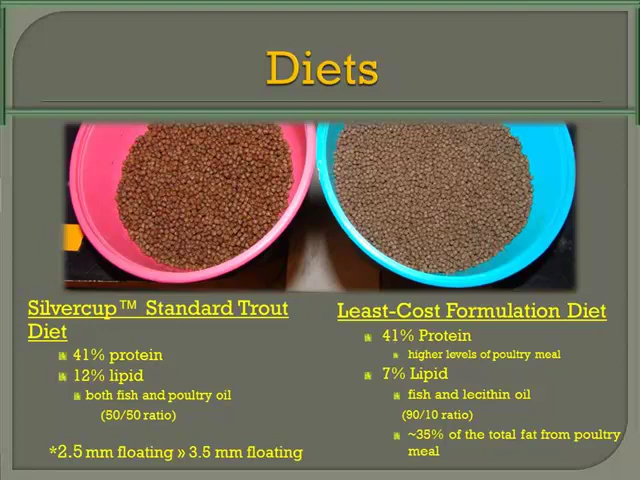 Diets
Silvercup™ Standard Trout
Diet
41% protein
12% lipid
both fish and poultry oil
(50/50 ratio)
*2.5 mm floating » 3.5 mm floating
Least-Cost Formulation Diet
41% Protein
higher levels of poultry meal
7% Lipid
fish and lecithin oil
(90/10 ratio)
~35% of the total fat from poultry
meal